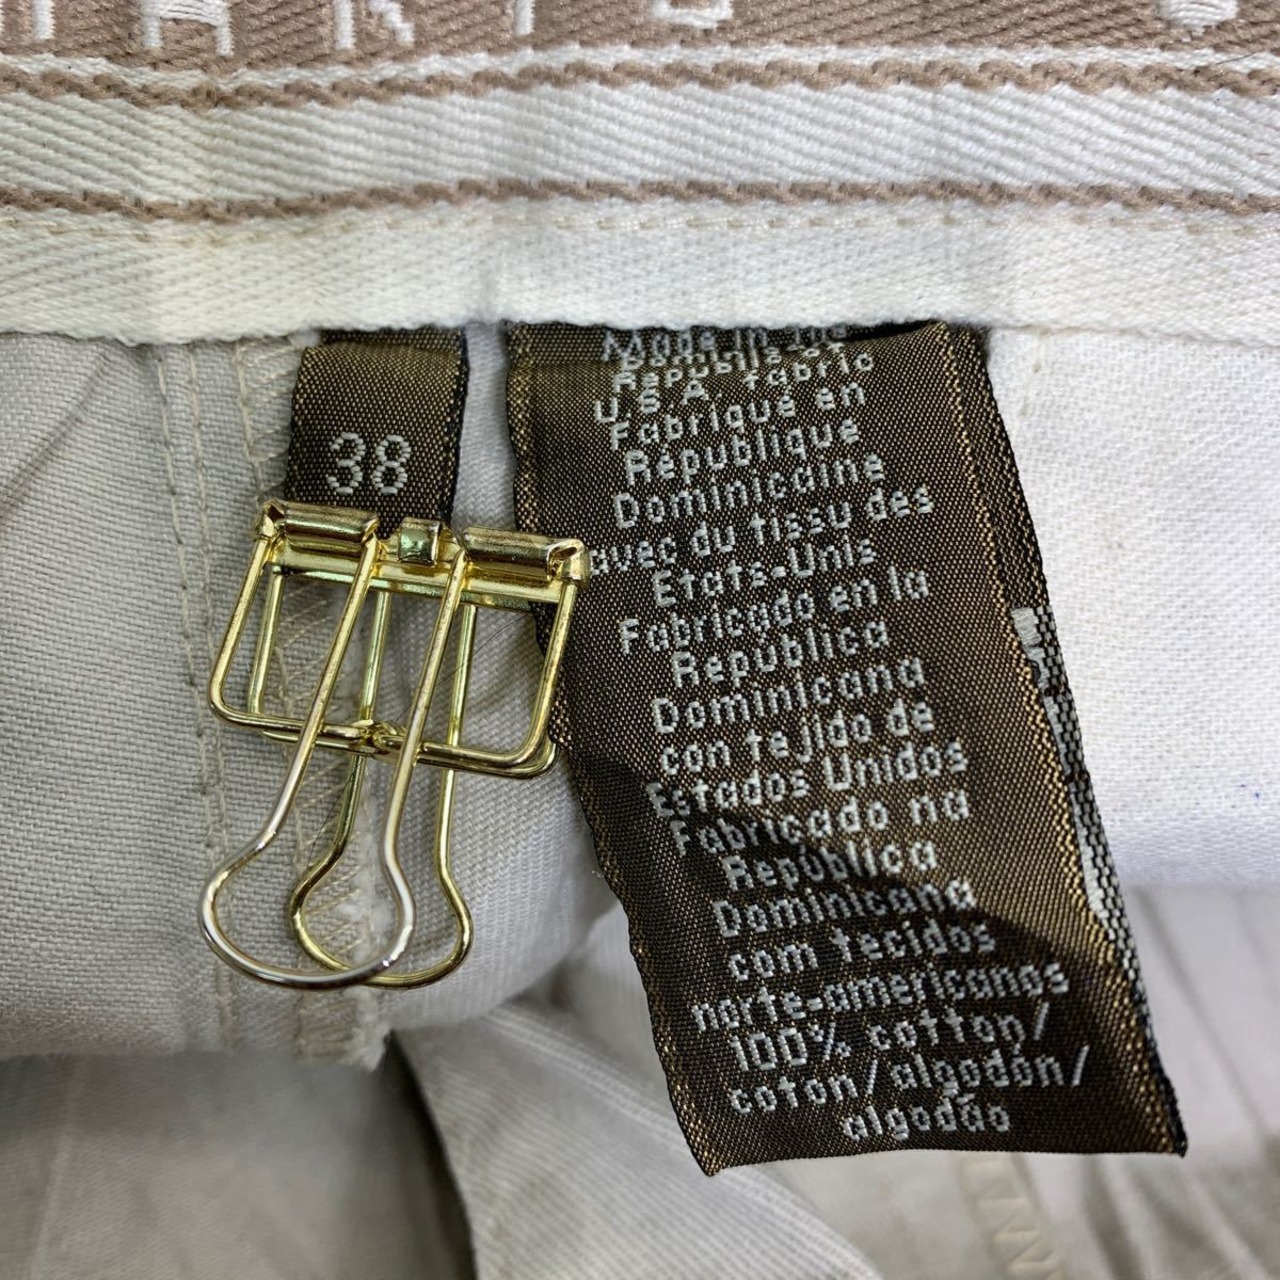 38
Made in the
Republic of
U.S.A. fabric
Fabriqué en
République
Dominicaine
avec du tissu des
États-Unis
Fabricado en la
Republica
Dominicana
con tejido de
Estados Unidos
Fabricado na
República
Dominicana
com tecidos
norte-americanos
100% cotton/
coton/algodón/
algodão